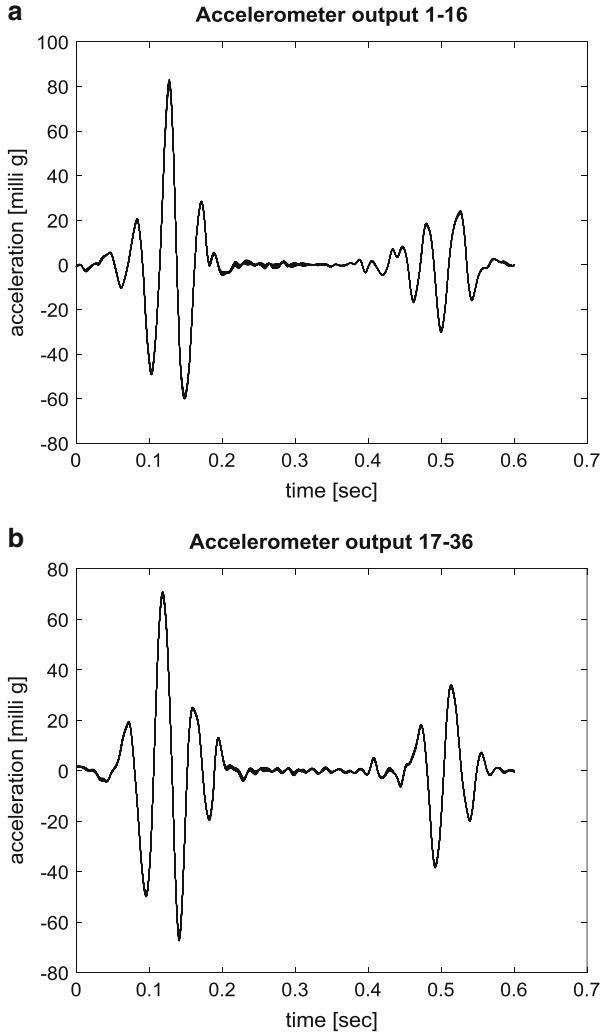 a
Accelerometer output 1-16
100
80
60
40
20
0
-20
-40
-60
-80
acceleration [milli g]
0 0.1 0.2 0.3 0.4 0.5 0.6 0.7
time [sec]
b
Accelerometer output 17-36
80
60
40
20
0
-20
-40
-60
-80
acceleration [milli g]
0 0.1 0.2 0.3 0.4 0.5 0.6 0.7
time [sec]